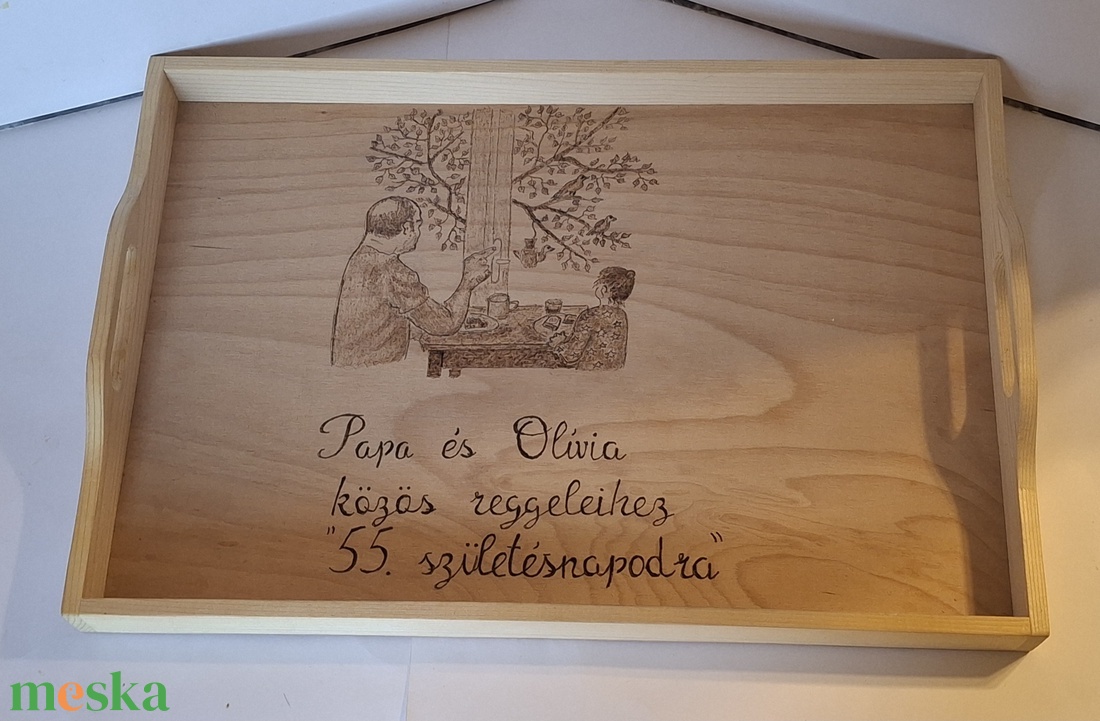 Papa és Olívia
közös reggeleihez
"55. születésnapodra"
meska